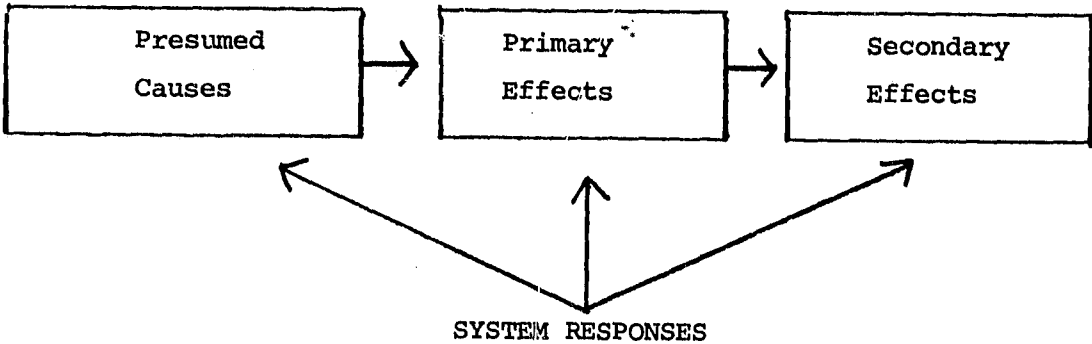 Presumed
Causes
Primary
Effects
Secondary
Effects
SYSTEM RESPONSES